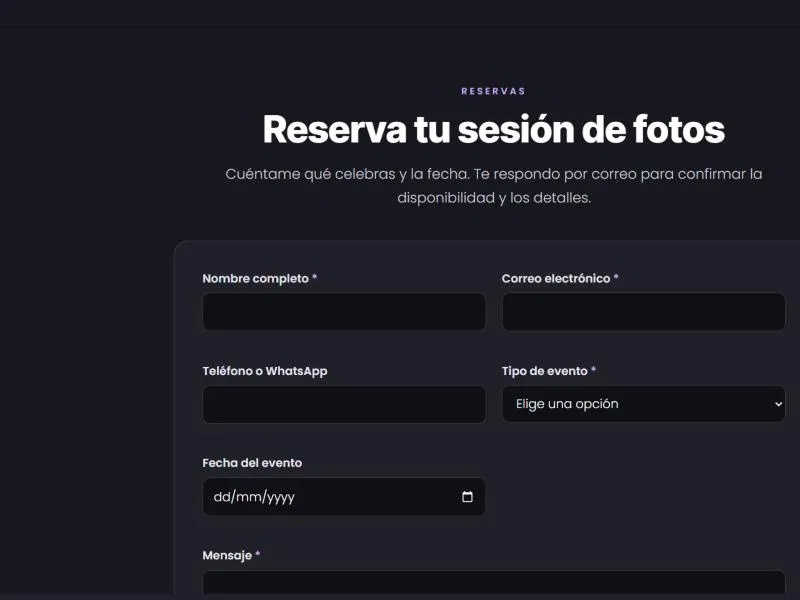 RESERVAS
Reserva tu sesión de fotos
Cuéntame qué celebras y la fecha. Te respondo por correo para confirmar la
disponibilidad y los detalles.
Nombre completo *
Correo electrónico *
Teléfono o WhatsApp
Tipo de evento *
Elige una opción
Fecha del evento
dd/mm/yyyy
Mensaje *